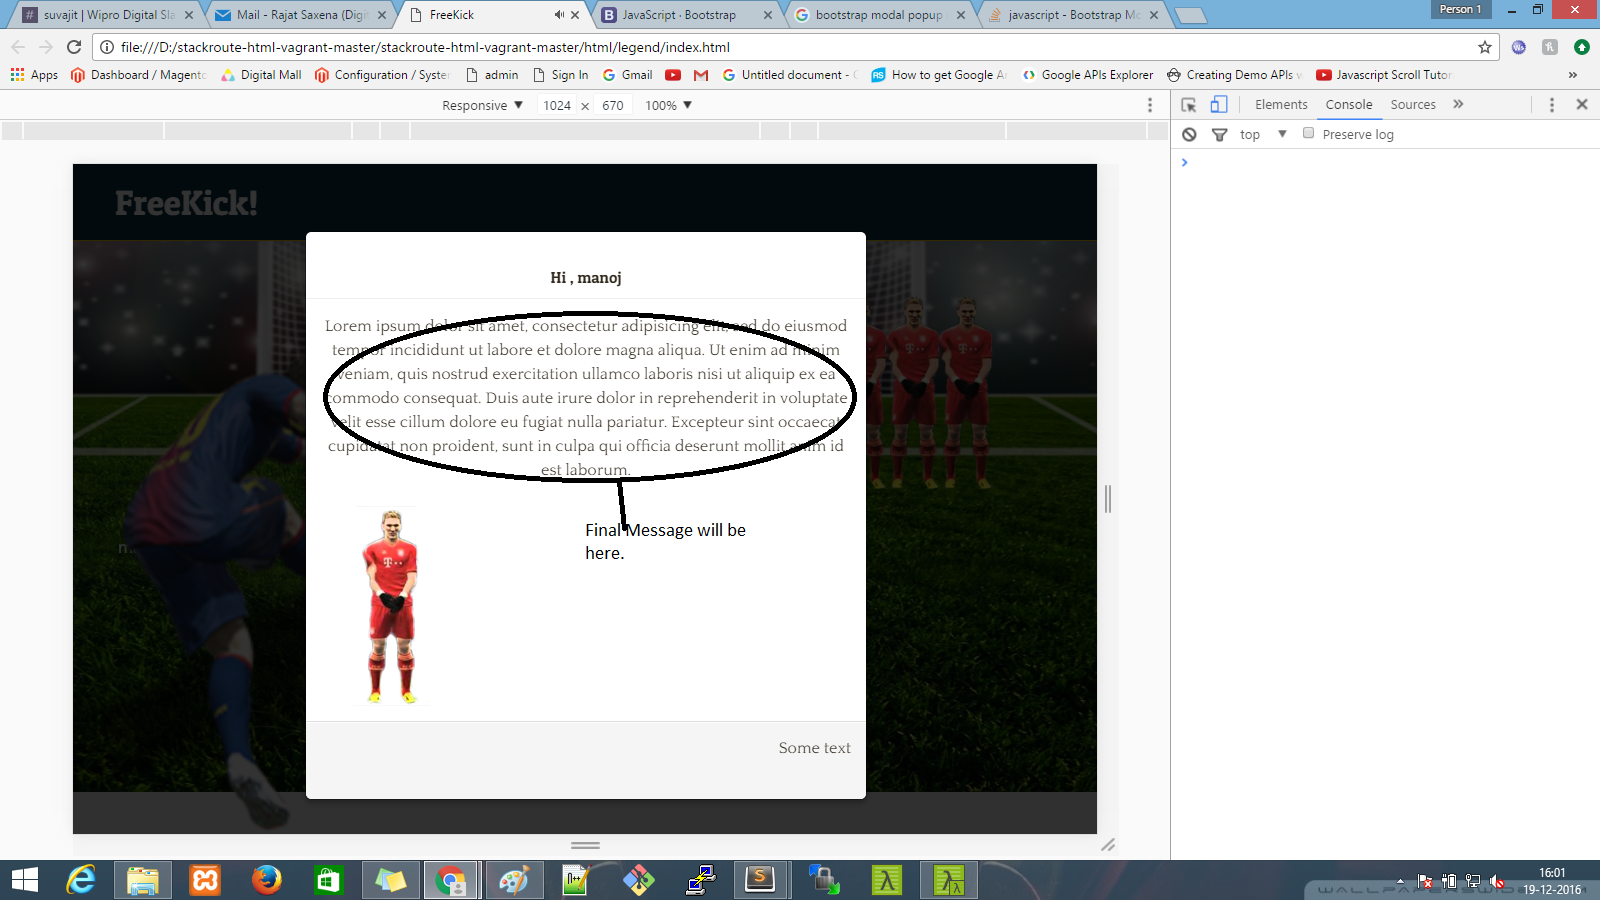 suvajit | Wipro Digital Sla
Mail - Rajat Saxena (Digit
FreeKick
JavaScript · Bootstrap
bootstrap modal popup
javascript - Bootstrap Mo
Person 1
file:///D:/stackroute-html-vagrant-master/stackroute-html-vagrant-master/html/legend/index.html
Apps
Dashboard / Magento
Digital Mall
Configuration / System
admin
Sign In
Gmail
Untitled document -
How to get Google A
Google APIs Explorer
Creating Demo APIs w
Javascript Scroll Tutor
»
Responsive ▼ 1024 × 670 100% ▼
Elements Console Sources »
top ▼ Preserve log
FreeKick!
Hi , manoj
Lorem ipsum dolor sit amet, consectetur adipisicing elit, sed do eiusmod
tempor incididunt ut labore et dolore magna aliqua. Ut enim ad minim
veniam, quis nostrud exercitation ullamco laboris nisi ut aliquip ex ea
commodo consequat. Duis aute irure dolor in reprehenderit in voluptate
velit esse cillum dolore eu fugiat nulla pariatur. Excepteur sint occaecat
cupidatat non proident, sunt in culpa qui officia deserunt mollit anim id
est laborum.
Final Message will be
here.
Some text
16:01
19-12-2016